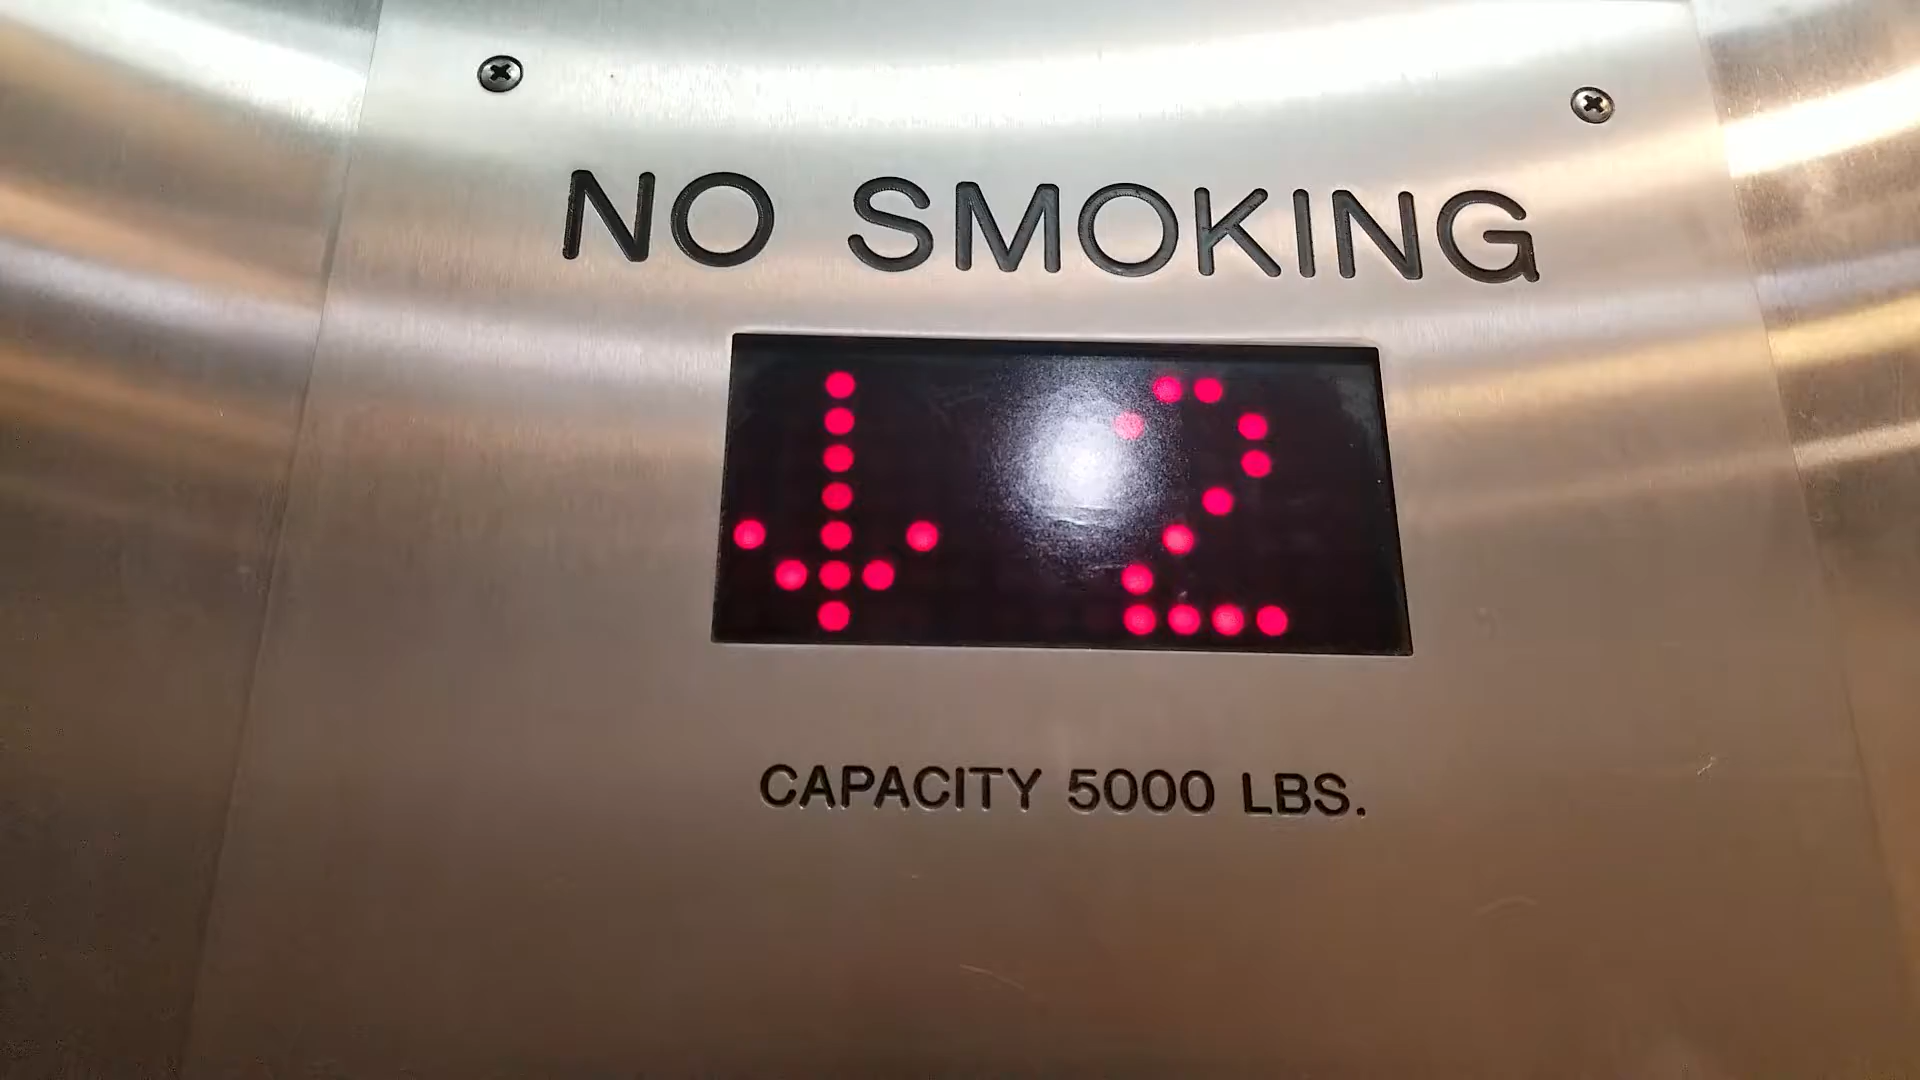 NO SMOKING
↓ 2
CAPACITY 5000 LBS.